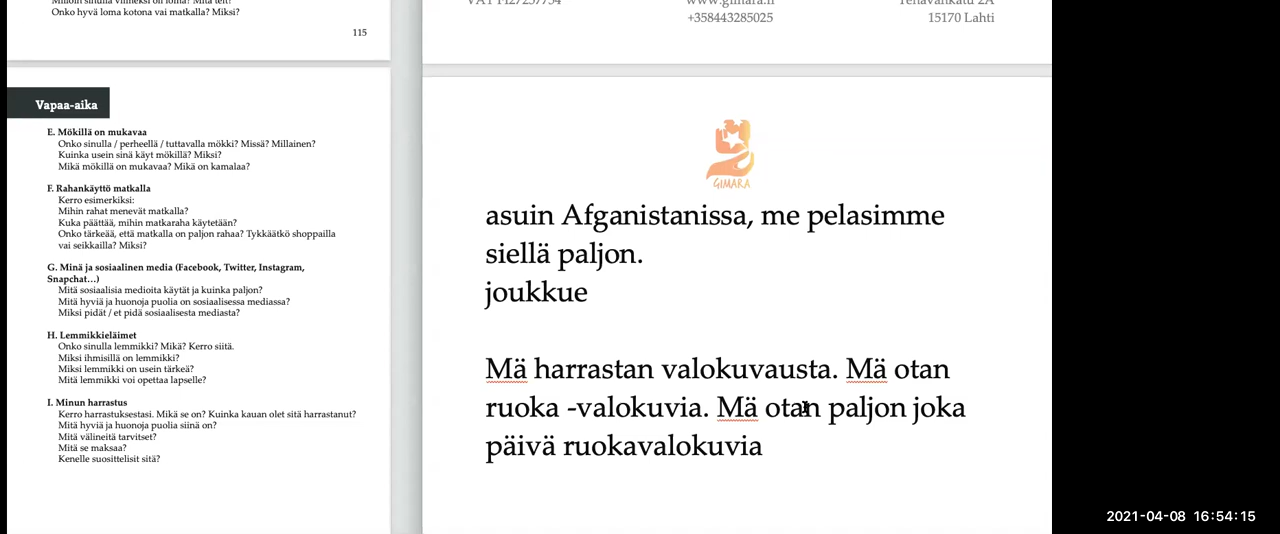 Onko hyvä loma kotona vai matkalla? Miksi?
115
Vapaa-aika
E. Mökillä on mukavaa
Onko sinulla / perheellä / tuttavalla mökki? Missä? Millainen?
Kuinka usein sinä käyt mökillä? Miksi?
Mikä mökillä on mukavaa? Mikä on kamalaa?
F. Rahankäyttö matkalla
Kerro esimerkiksi:
Mihin rahat menevät matkalla?
Kuka päättää, mihin matkaraha käytetään?
Onko tärkeää, että matkalla on paljon rahaa? Tykkäätkö shoppailla
vai seikkailla? Miksi?
G. Minä ja sosiaalinen media (Facebook, Twitter, Instagram,
Snapchat...)
Mitä sosiaalisia medioita käytät ja kuinka paljon?
Mitä hyviä ja huonoja puolia on sosiaalisessa mediassa?
Miksi pidät / et pidä sosiaalisesta mediasta?
H. Lemmikkieläimet
Onko sinulla lemmikki? Mikä? Kerro siitä.
Miksi ihmisillä on lemmikki?
Miksi lemmikki on usein tärkeä?
Mitä lemmikki voi opettaa lapselle?
I. Minun harrastus
Kerro harrastuksestasi. Mikä se on? Kuinka kauan olet sitä harrastanut?
Mitä hyviä ja huonoja puolia siinä on?
Mitä välineitä tarvitset?
Mitä se maksaa?
Kenelle suosittelisit sitä?
+358443285025
15170 Lahti
GIMARA
asuin Afganistanissa, me pelasimme
siellä paljon.
joukkue
Mä harrastan valokuvausta. Mä otan
ruoka -valokuvia. Mä otan paljon joka
päivä ruokavalokuvia
2021-04-08 16:54:15